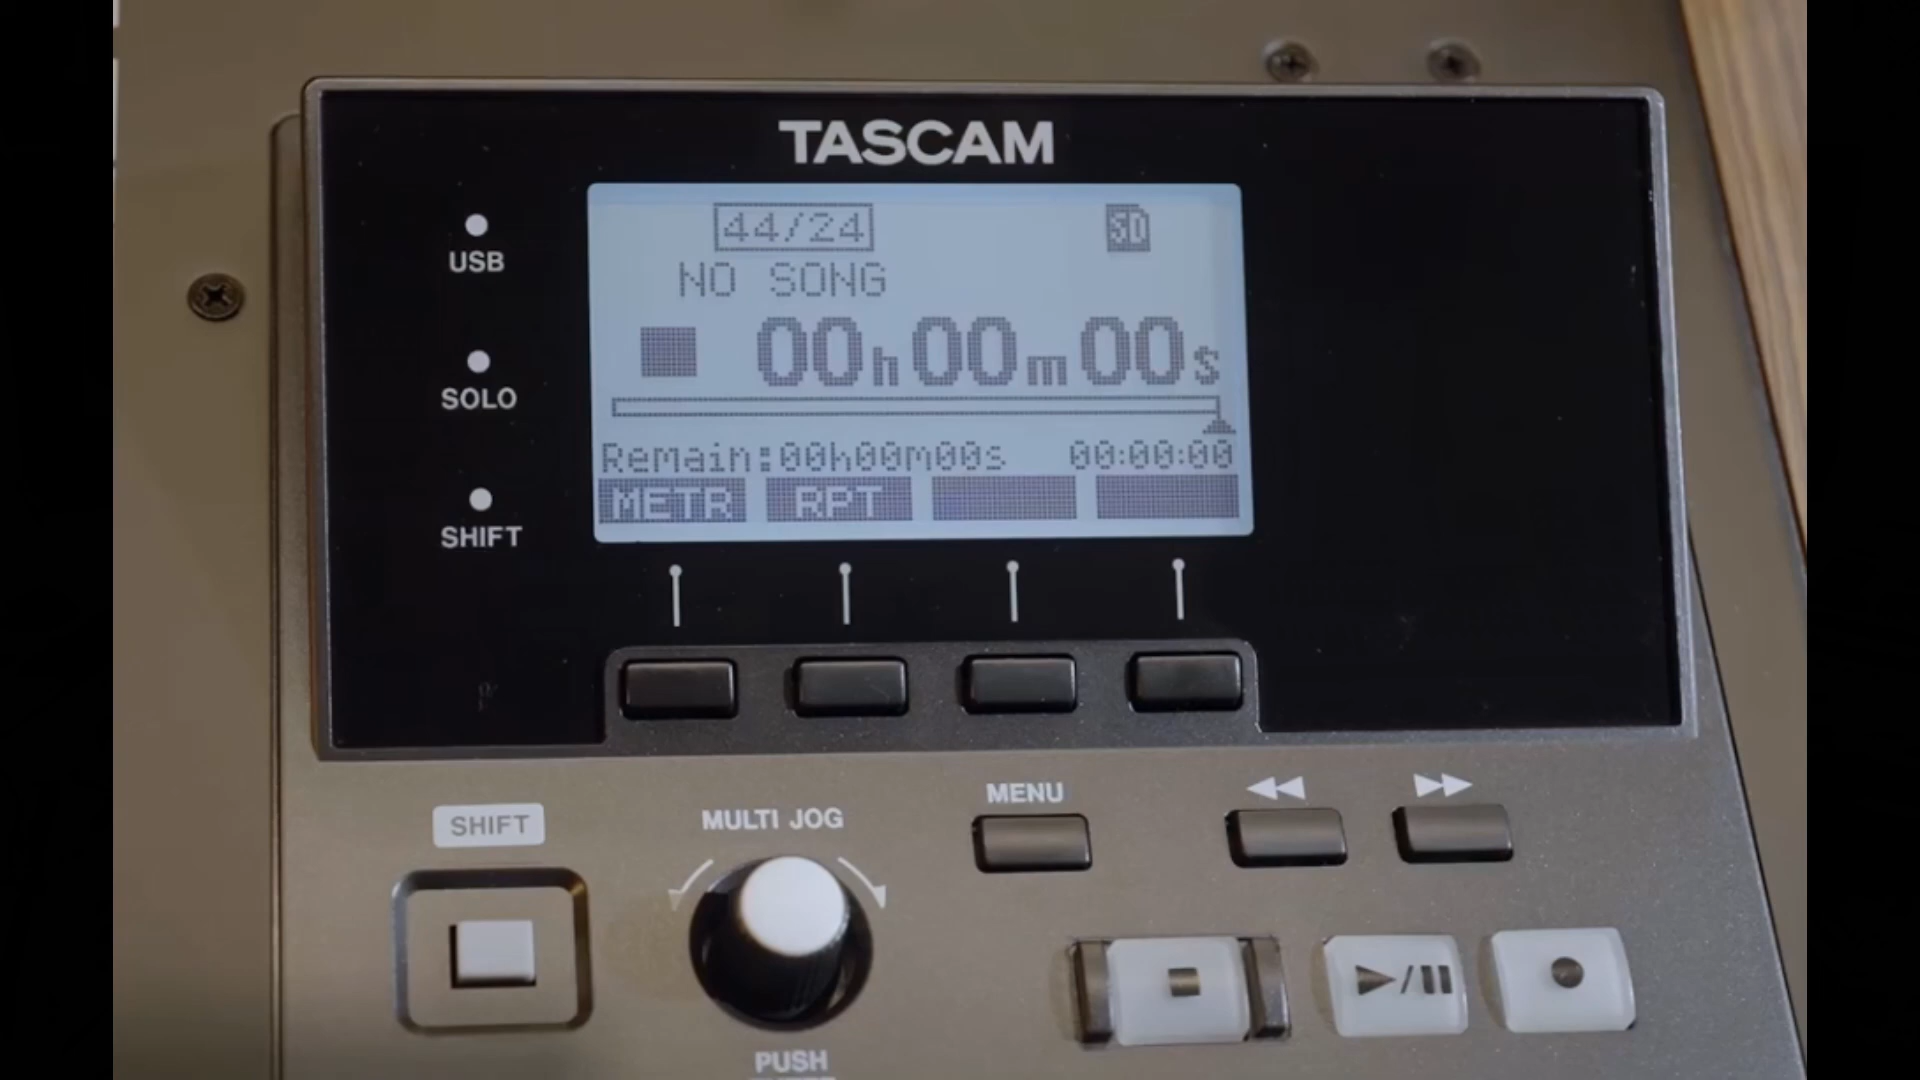 TASCAM
44/24 SD
USB
NO SONG
00h00m00s
SOLO
Remain:00h00m00s 00:00:00
METR RPT
SHIFT
MENU
SHIFT
MULTI JOG
PUSH